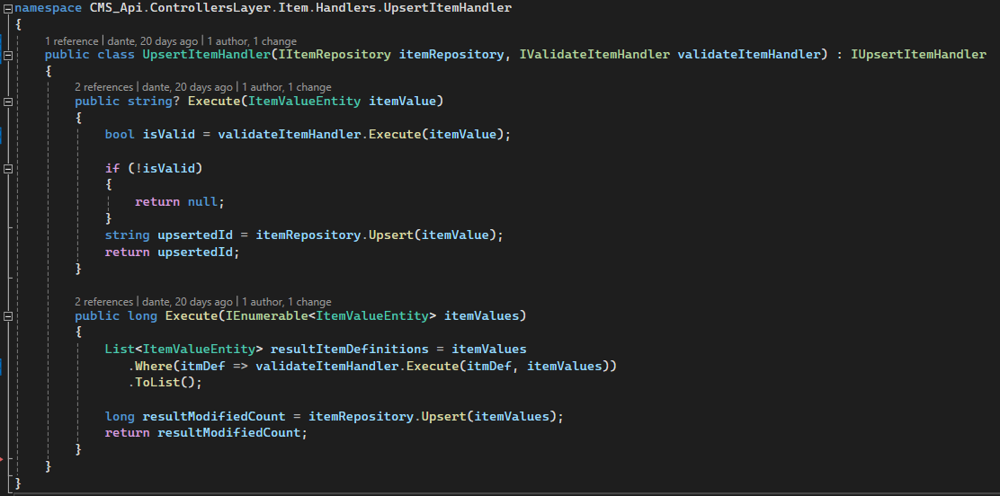 namespace CMS_Api.ControllersLayer.Item.Handlers.UpsertItemHandler
{
1 reference | dante, 20 days ago | 1 author, 1 change
public class UpsertItemHandler(IItemRepository itemRepository, IValidateItemHandler validateItemHandler) : IUpsertItemHandler
{
2 references | dante, 20 days ago | 1 author, 1 change
public string? Execute(ItemValueEntity itemValue)
{
bool isValid = validateItemHandler.Execute(itemValue);
if (!isValid)
{
return null;
}
string upsertedId = itemRepository.Upsert(itemValue);
return upsertedId;
}
2 references | dante, 20 days ago | 1 author, 1 change
public long Execute(IEnumerable<ItemValueEntity> itemValues)
{
List<ItemValueEntity> resultItemDefinitions = itemValues
.Where(itmDef => validateItemHandler.Execute(itmDef, itemValues))
.ToList();
long resultModifiedCount = itemRepository.Upsert(itemValues);
return resultModifiedCount;
}
}
}